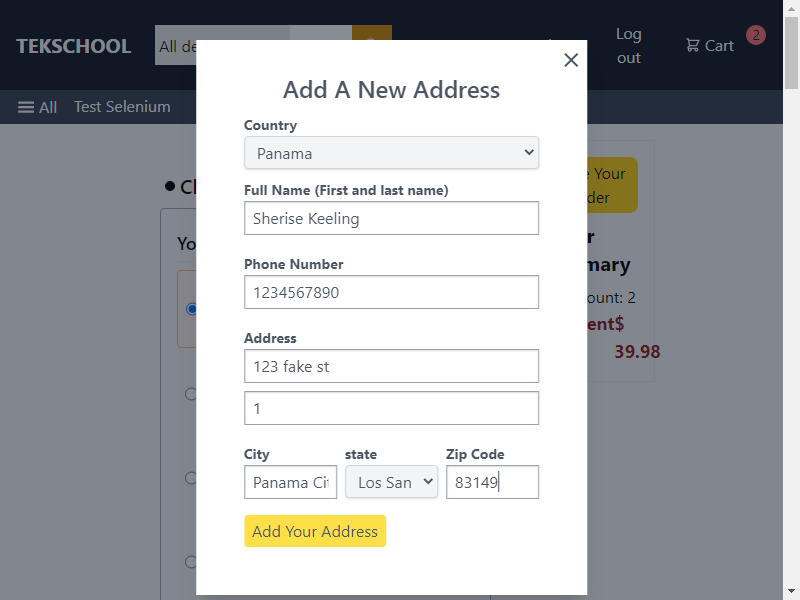 TEKSCHOOL
All de
Log
out
Cart
2
All
Test Selenium
Add A New Address
Country
Panama
Full Name (First and last name)
Sherise Keeling
Phone Number
1234567890
Address
123 fake st
1
City
state
Zip Code
Panama Ci
Los San
83149
Add Your Address
Yo
Your
der
mary
ount: 2
ent$
39.98